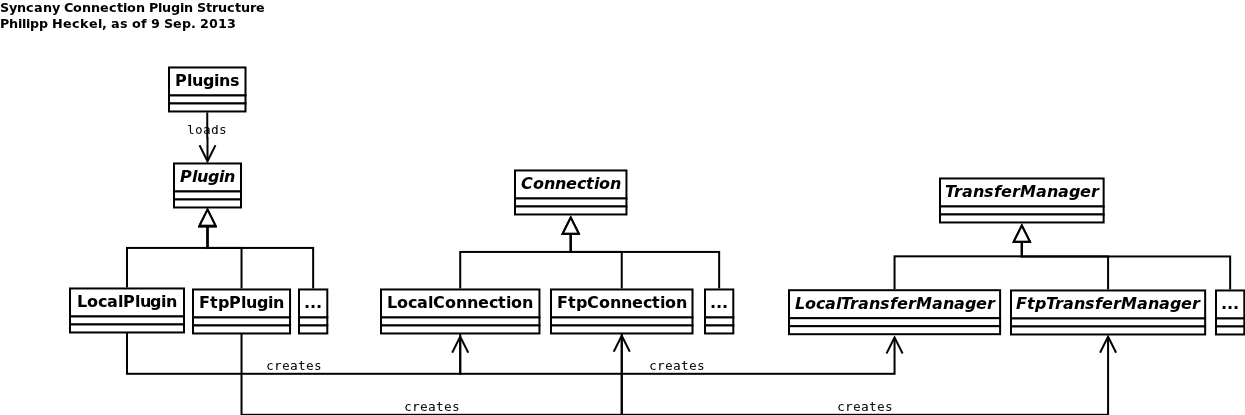 Syncany Connection Plugin Structure
Philipp Heckel, as of 9 Sep. 2013
Plugins
loads
Plugin
Connection
TransferManager
LocalPlugin
FtpPlugin
...
LocalConnection
FtpConnection
...
LocalTransferManager
FtpTransferManager
...
creates
creates
creates
creates